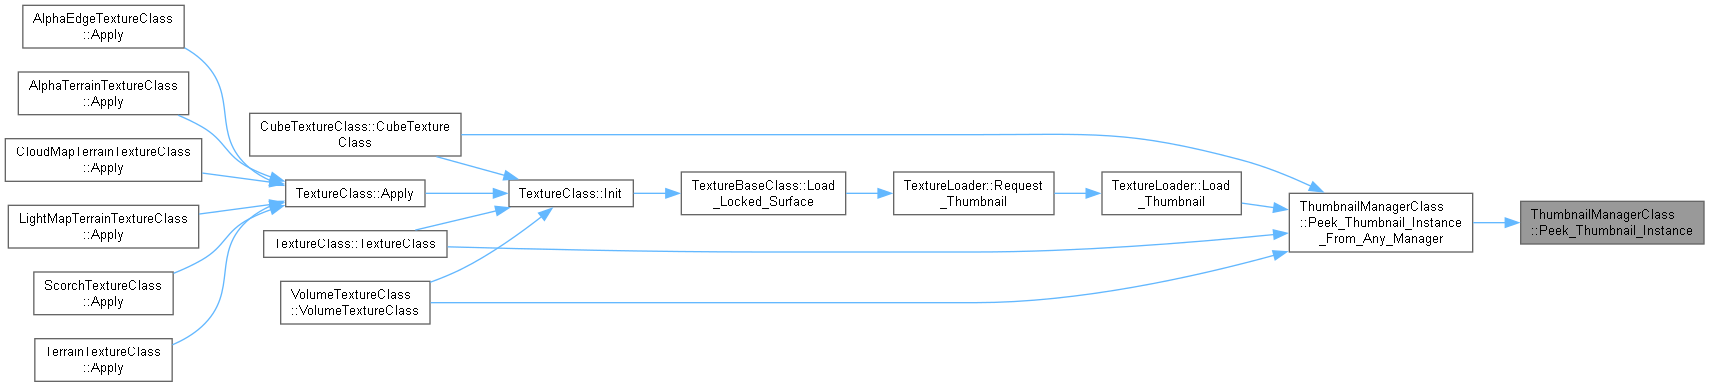 AlphaEdgeTextureClass
::Apply
AlphaTerrainTextureClass
::Apply
CloudMapTerrainTextureClass
::Apply
LightMapTerrainTextureClass
::Apply
ScorchTextureClass
::Apply
TerrainTextureClass
::Apply
CubeTextureClass::CubeTexture
Class
TextureClass::Apply
TextureClass::TextureClass
VolumeTextureClass
::VolumeTextureClass
TextureClass::Init
TextureBaseClass::Load
_Locked_Surface
TextureLoader::Request
_Thumbnail
TextureLoader::Load
_Thumbnail
ThumbnailManagerClass
::Peek_Thumbnail_Instance
_From_Any_Manager
ThumbnailManagerClass
::Peek_Thumbnail_Instance